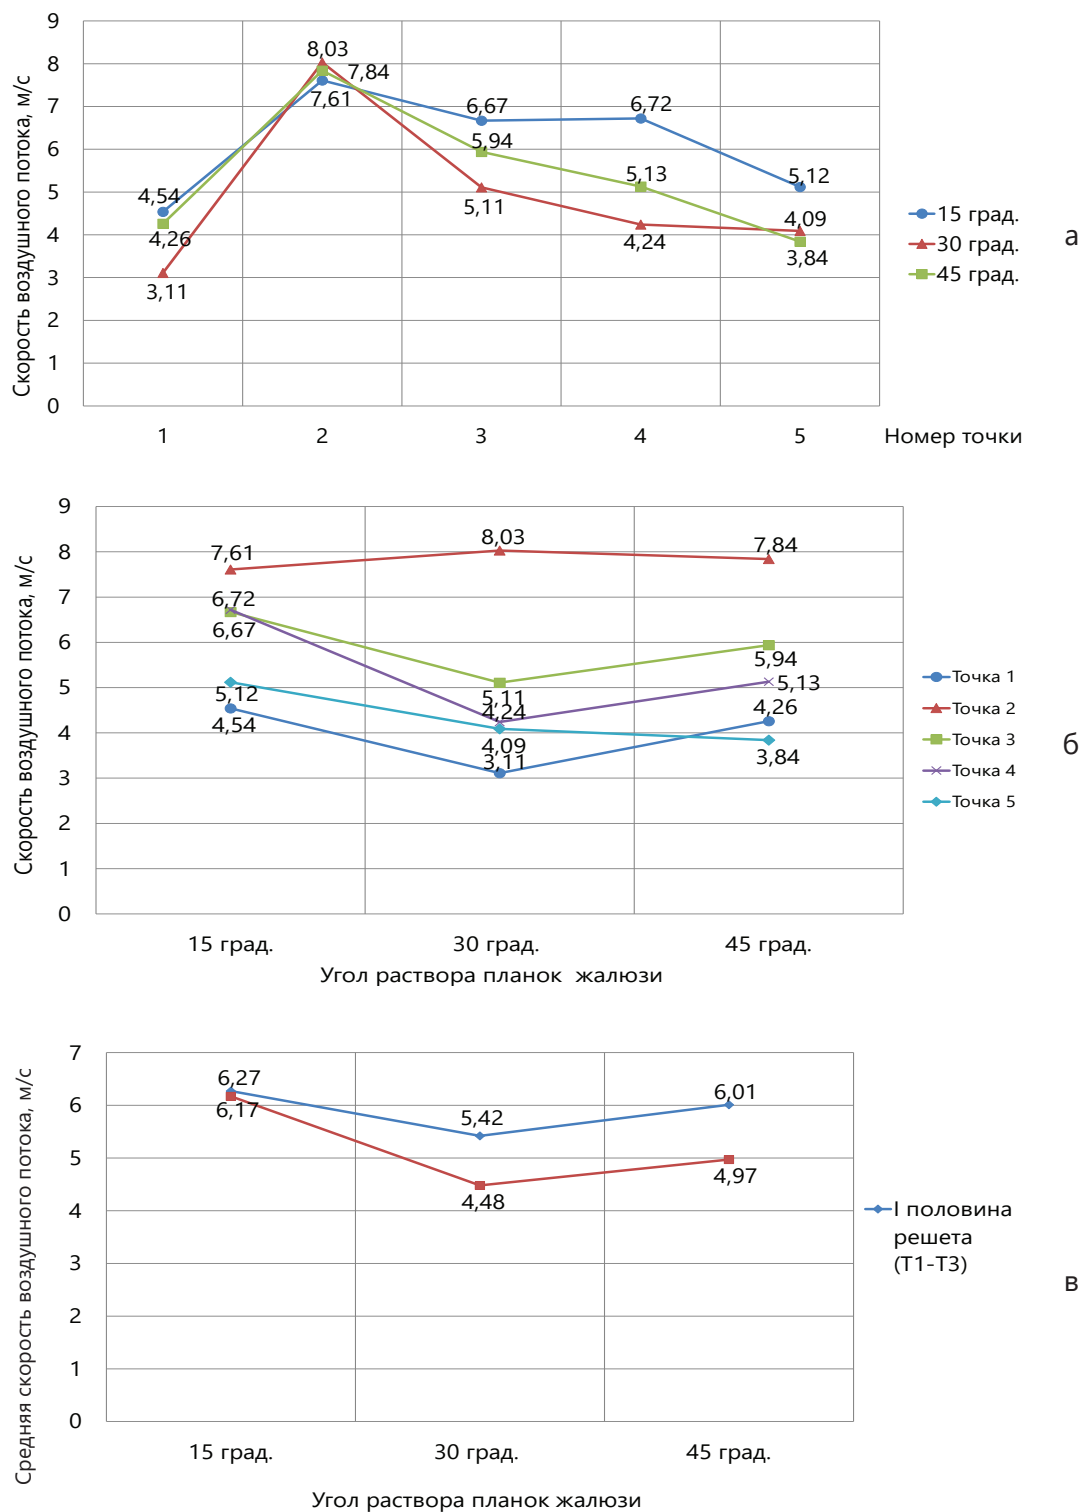 Скорость воздушного потока, м/с
9
8
7
6
5
4
3
2
1
0
8,03
7,84
7,61
6,67
6,72
5,94
4,54
5,13
5,12
5,11
4,26
4,24
4,09
3,84
3,11
15 град.
30 град.
45 град.
а
1 2 3 4 5 Номер точки
Скорость воздушного потока, м/с
9
8
7
6
5
4
3
2
1
0
7,61
8,03
7,84
6,72
6,67
5,94
5,12
5,11
5,13
4,54
4,24
4,26
4,09
3,84
3,11
Точка 1
Точка 2
Точка 3
Точка 4
Точка 5
б
15 град. 30 град. 45 град.
Угол раствора планок жалюзи
Средняя скорость воздушного потока, м/с
7
6
5
4
3
2
1
0
6,27
6,17
5,42
6,01
4,48
4,97
I половина
решета
(Т1-Т3)
в
15 град. 30 град. 45 град.
Угол раствора планок жалюзи